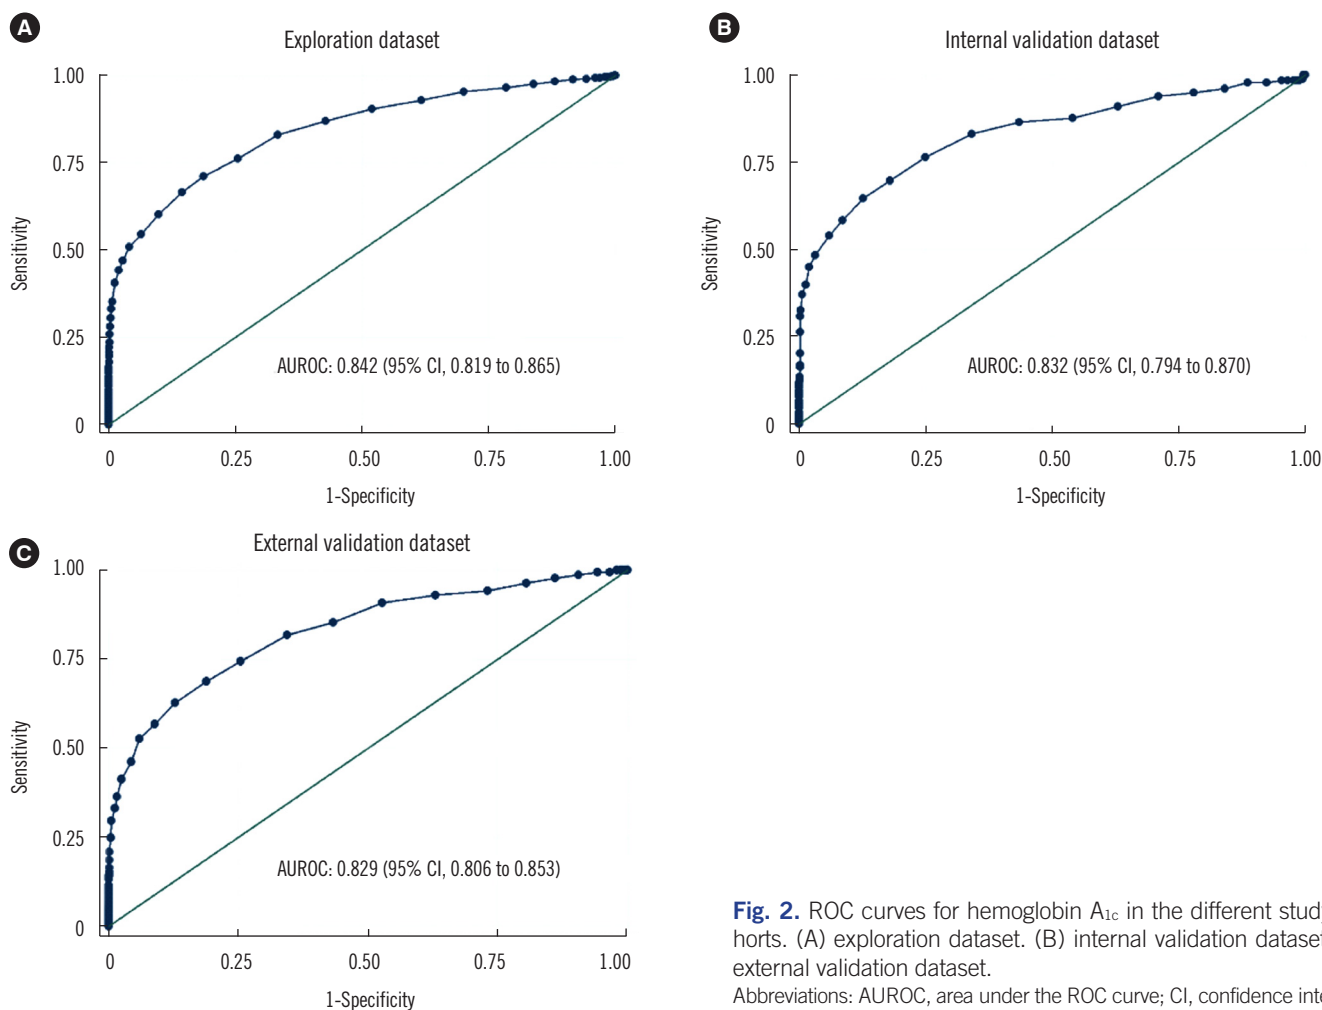 A
Exploration dataset
1.00
0.75
0.50
0.25
0
Sensitivity
AUROC: 0.842 (95% CI, 0.819 to 0.865)
0 0.25 0.50 0.75 1.00
1-Specificity
B
Internal validation dataset
1.00
0.75
0.50
0.25
0
Sensitivity
AUROC: 0.832 (95% CI, 0.794 to 0.870)
0 0.25 0.50 0.75 1.00
1-Specificity
C
External validation dataset
1.00
0.75
0.50
0.25
0
Sensitivity
AUROC: 0.829 (95% CI, 0.806 to 0.853)
0 0.25 0.50 0.75 1.00
1-Specificity
Fig. 2. ROC curves for hemoglobin A1c in the different study
horts. (A) exploration dataset. (B) internal validation dataset
external validation dataset.
Abbreviations: AUROC, area under the ROC curve; CI, confidence inte